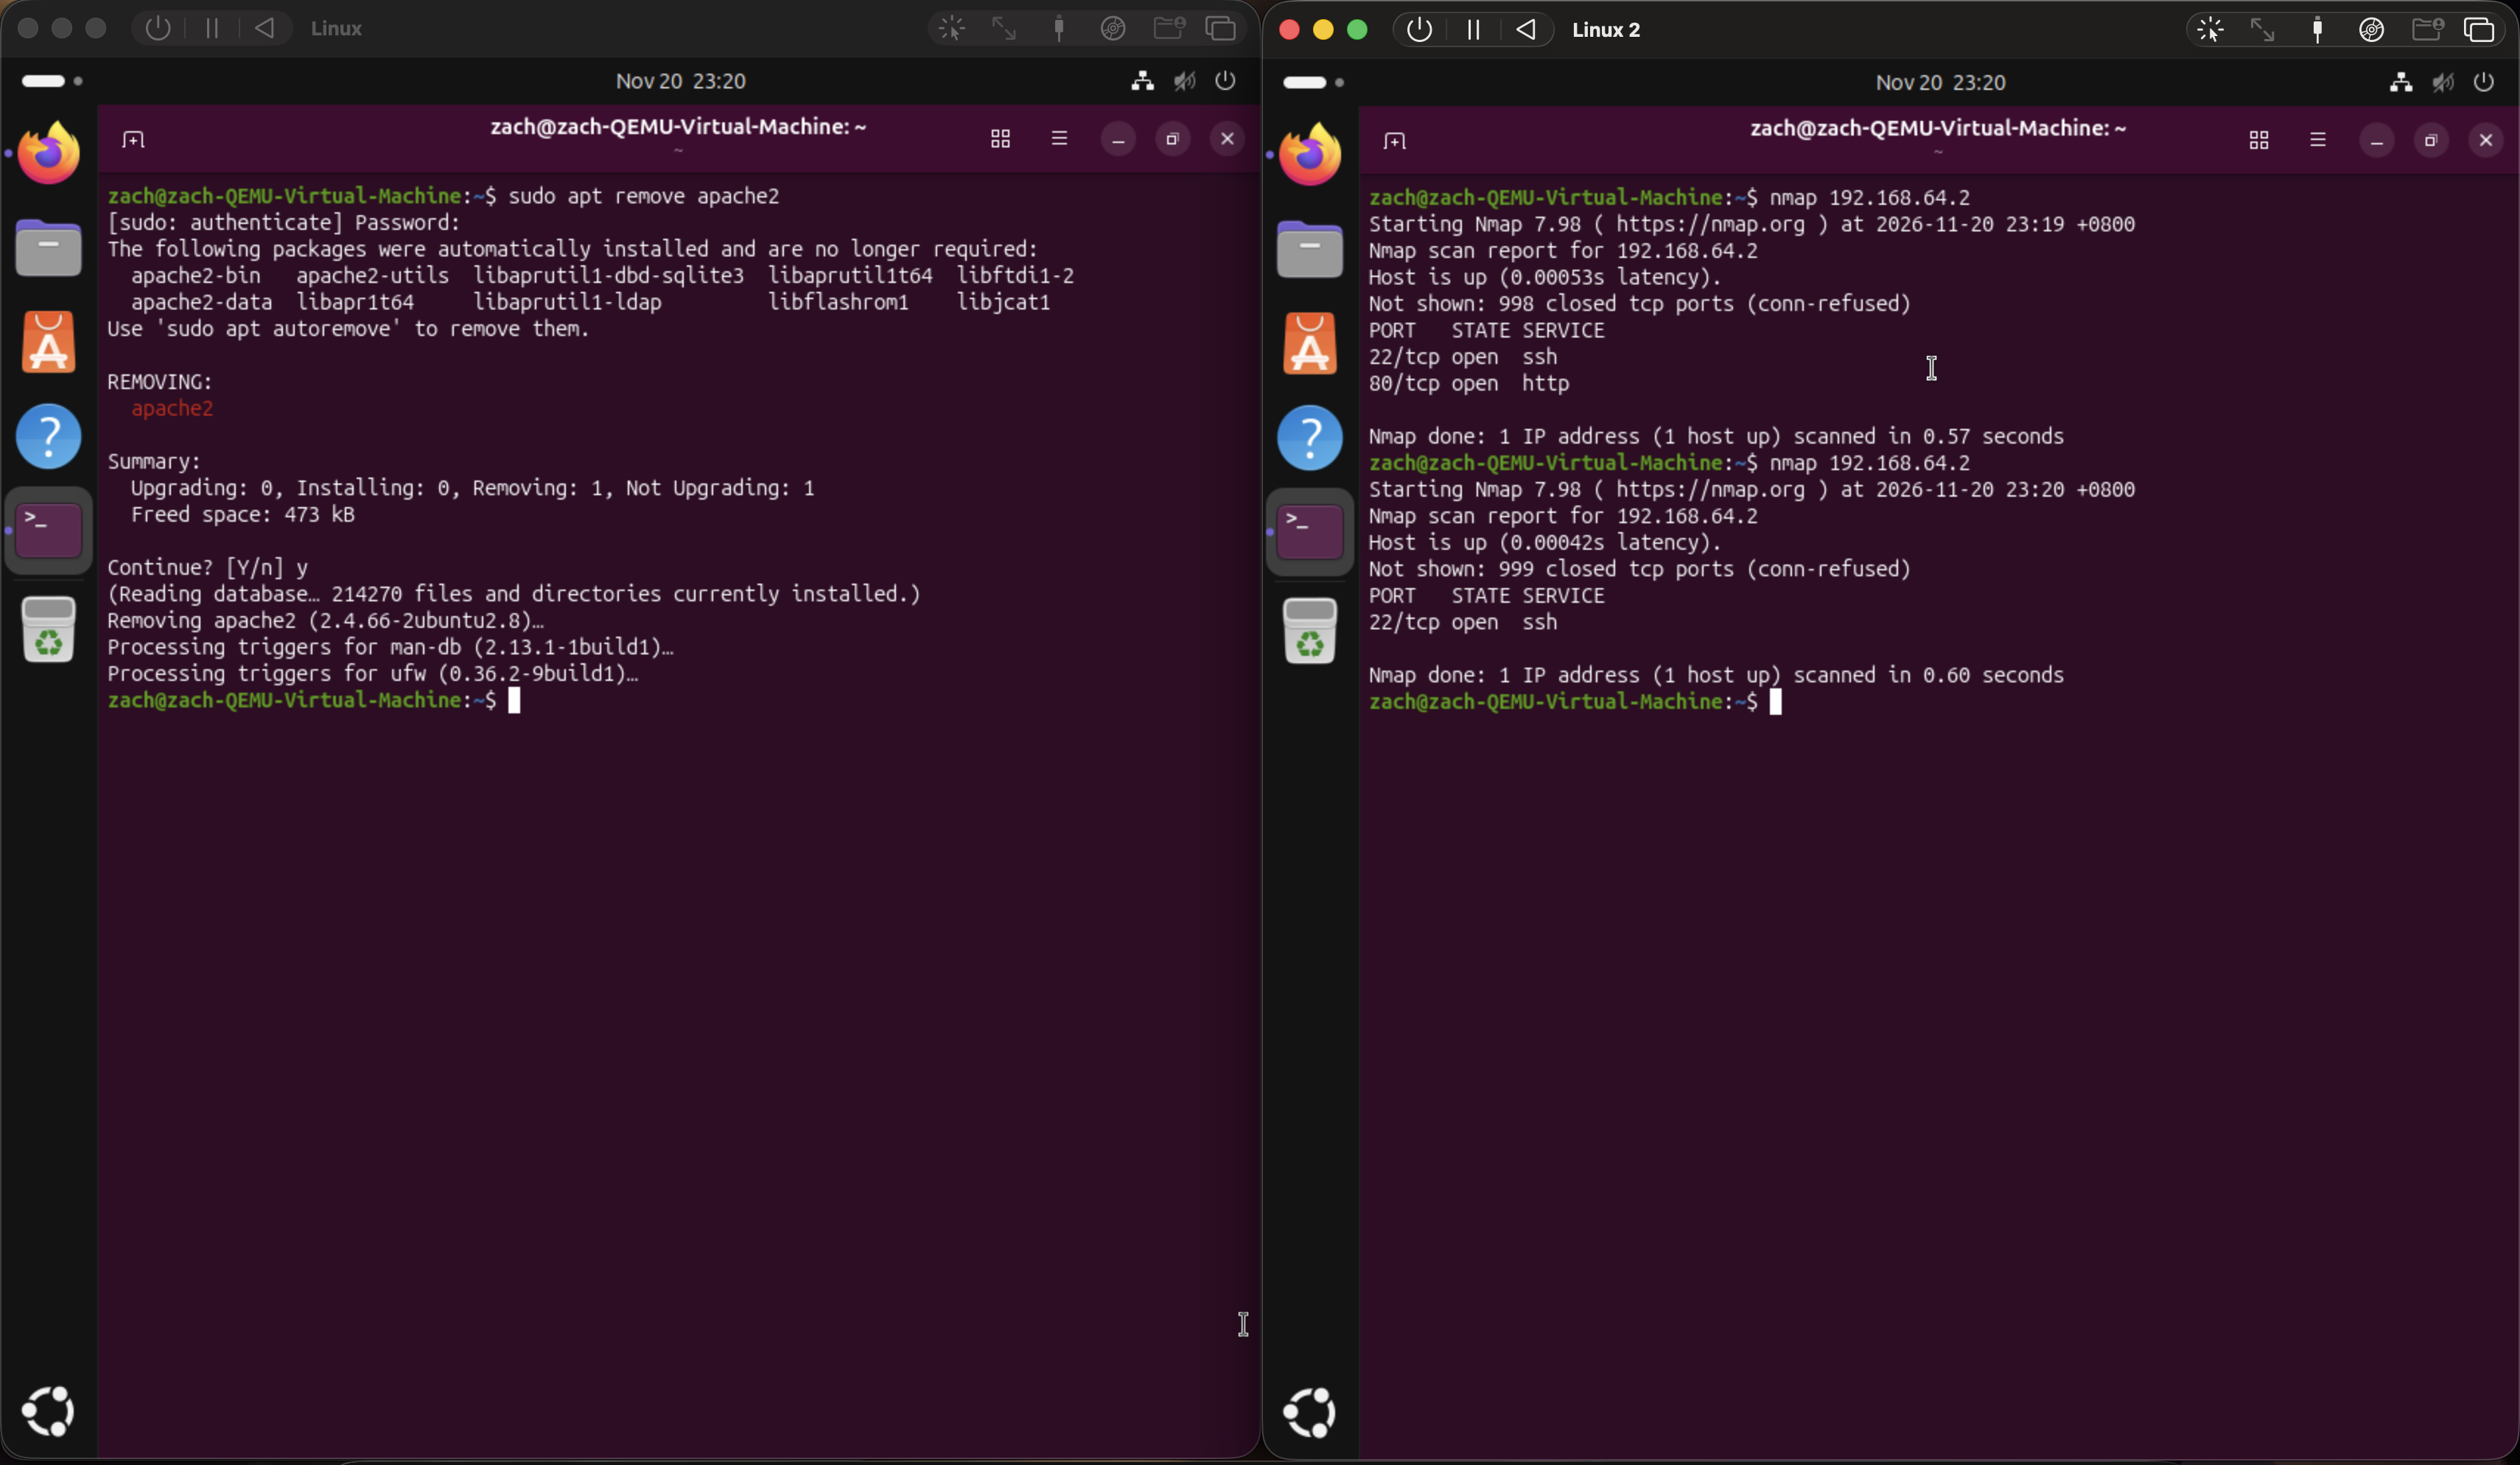 Linux
Nov 20 23:20
zach@zach-QEMU-Virtual-Machine: ~
~
zach@zach-QEMU-Virtual-Machine:~$ sudo apt remove apache2
[sudo: authenticate] Password:
The following packages were automatically installed and are no longer required:
  apache2-bin   apache2-utils  libaprutil1-dbd-sqlite3  libaprutil1t64  libftdi1-2
  apache2-data  libapr1t64     libaprutil1-ldap         libflashrom1    libjcat1
Use 'sudo apt autoremove' to remove them.
REMOVING:
  apache2
Summary:
  Upgrading: 0, Installing: 0, Removing: 1, Not Upgrading: 1
  Freed space: 473 kB
Continue? [Y/n] y
(Reading database… 214270 files and directories currently installed.)
Removing apache2 (2.4.66-2ubuntu2.8)…
Processing triggers for man-db (2.13.1-1build1)…
Processing triggers for ufw (0.36.2-9build1)…
zach@zach-QEMU-Virtual-Machine:~$
Linux 2
Nov 20 23:20
zach@zach-QEMU-Virtual-Machine: ~
~
zach@zach-QEMU-Virtual-Machine:~$ nmap 192.168.64.2
Starting Nmap 7.98 ( https://nmap.org ) at 2026-11-20 23:19 +0800
Nmap scan report for 192.168.64.2
Host is up (0.00053s latency).
Not shown: 998 closed tcp ports (conn-refused)
PORT   STATE SERVICE
22/tcp open  ssh
80/tcp open  http
Nmap done: 1 IP address (1 host up) scanned in 0.57 seconds
zach@zach-QEMU-Virtual-Machine:~$ nmap 192.168.64.2
Starting Nmap 7.98 ( https://nmap.org ) at 2026-11-20 23:20 +0800
Nmap scan report for 192.168.64.2
Host is up (0.00042s latency).
Not shown: 999 closed tcp ports (conn-refused)
PORT   STATE SERVICE
22/tcp open  ssh
Nmap done: 1 IP address (1 host up) scanned in 0.60 seconds
zach@zach-QEMU-Virtual-Machine:~$